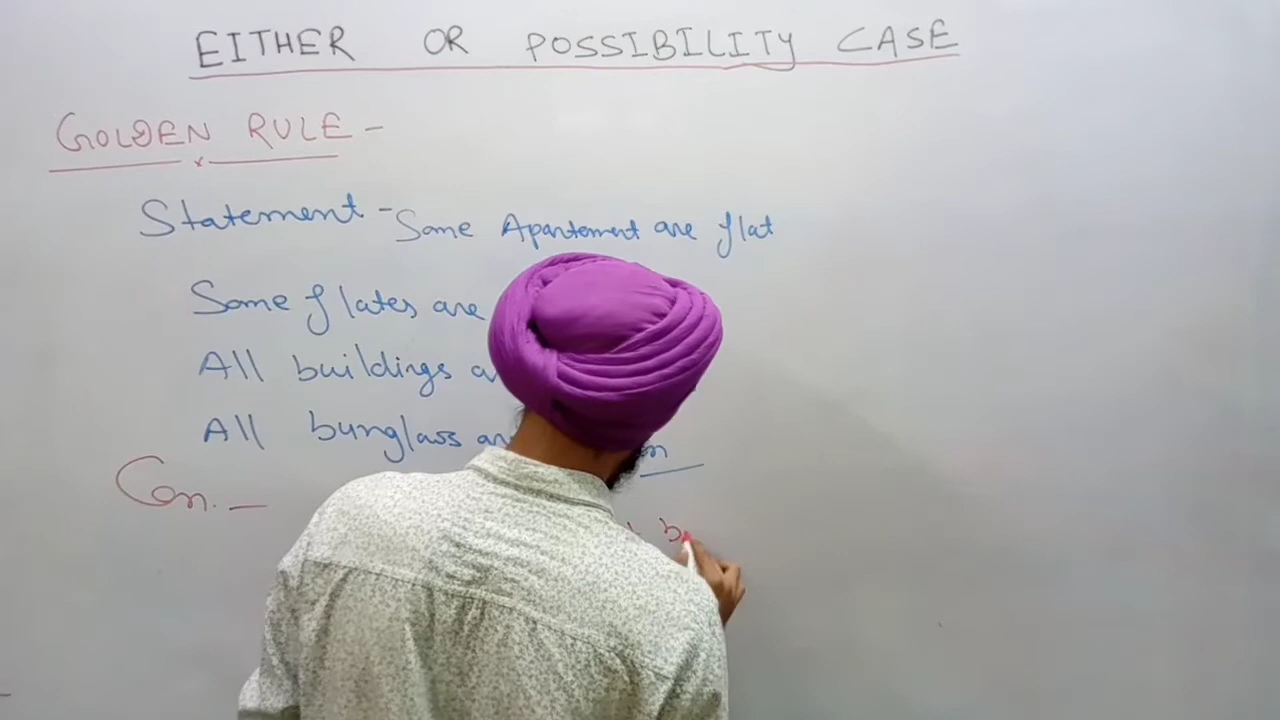 EITHER OR POSSIBILITY CASE
GOLDEN RULE -
Statement - Some Apartement are flat
Some flates are
All buildings
All bunglass
Con. -